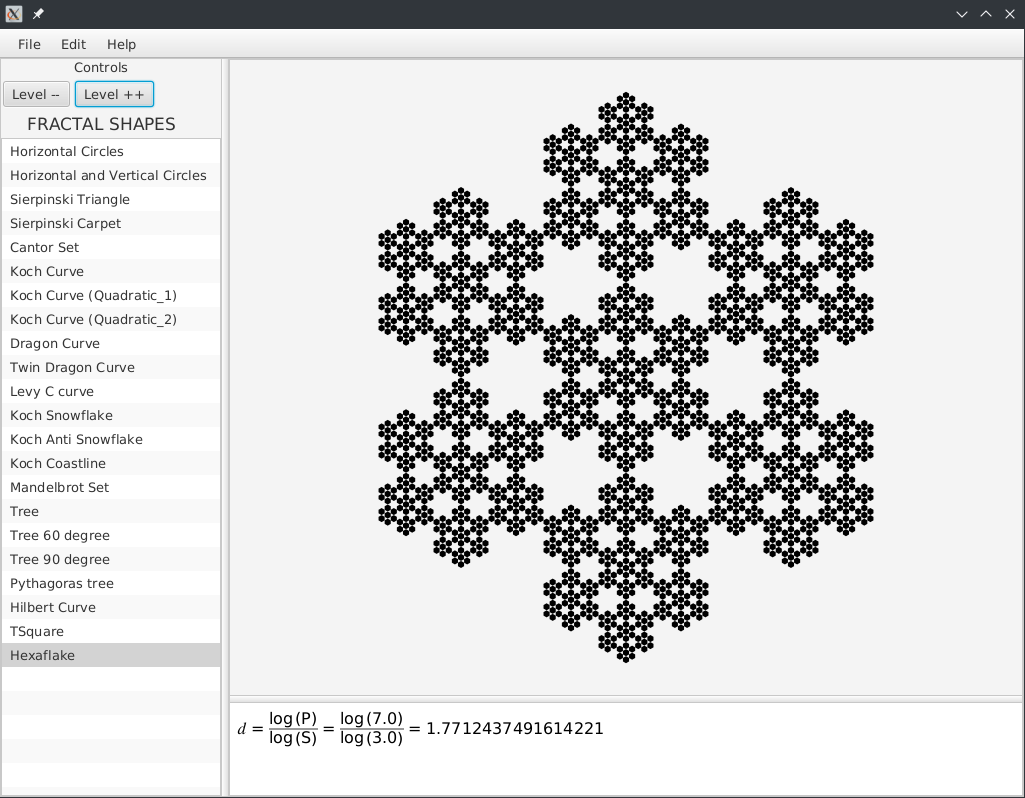 File Edit Help
Controls
Level -- Level ++
FRACTAL SHAPES
Horizontal Circles
Horizontal and Vertical Circles
Sierpinski Triangle
Sierpinski Carpet
Cantor Set
Koch Curve
Koch Curve (Quadratic_1)
Koch Curve (Quadratic_2)
Dragon Curve
Twin Dragon Curve
Levy C curve
Koch Snowflake
Koch Anti Snowflake
Koch Coastline
Mandelbrot Set
Tree
Tree 60 degree
Tree 90 degree
Pythagoras tree
Hilbert Curve
TSquare
Hexaflake
d = log(P)/log(S) = log(7.0)/log(3.0) = 1.7712437491614221